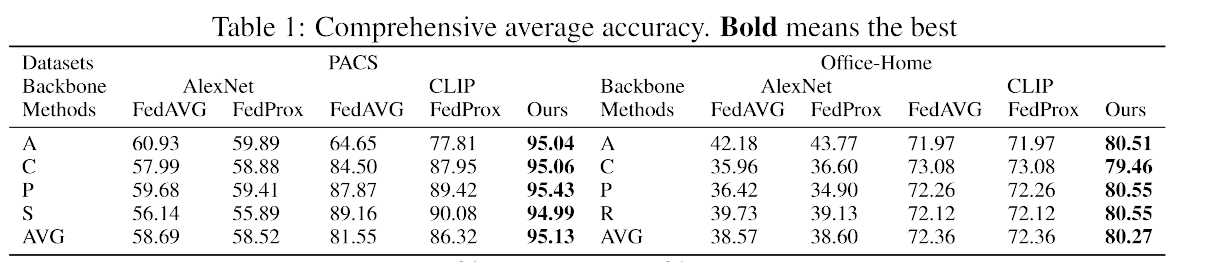 Table 1: Comprehensive average accuracy. Bold means the best
Datasets PACS Office-Home
Backbone AlexNet CLIP Backbone AlexNet CLIP
Methods FedAVG FedProx FedAVG FedProx Ours Methods FedAVG FedProx FedAVG FedProx Ours
A 60.93 59.89 64.65 77.81 95.04 A 42.18 43.77 71.97 71.97 80.51
C 57.99 58.88 84.50 87.95 95.06 C 35.96 36.60 73.08 73.08 79.46
P 59.68 59.41 87.87 89.42 95.43 P 36.42 34.90 72.26 72.26 80.55
S 56.14 55.89 89.16 90.08 94.99 R 39.73 39.13 72.12 72.12 80.55
AVG 58.69 58.52 81.55 86.32 95.13 AVG 38.57 38.60 72.36 72.36 80.27